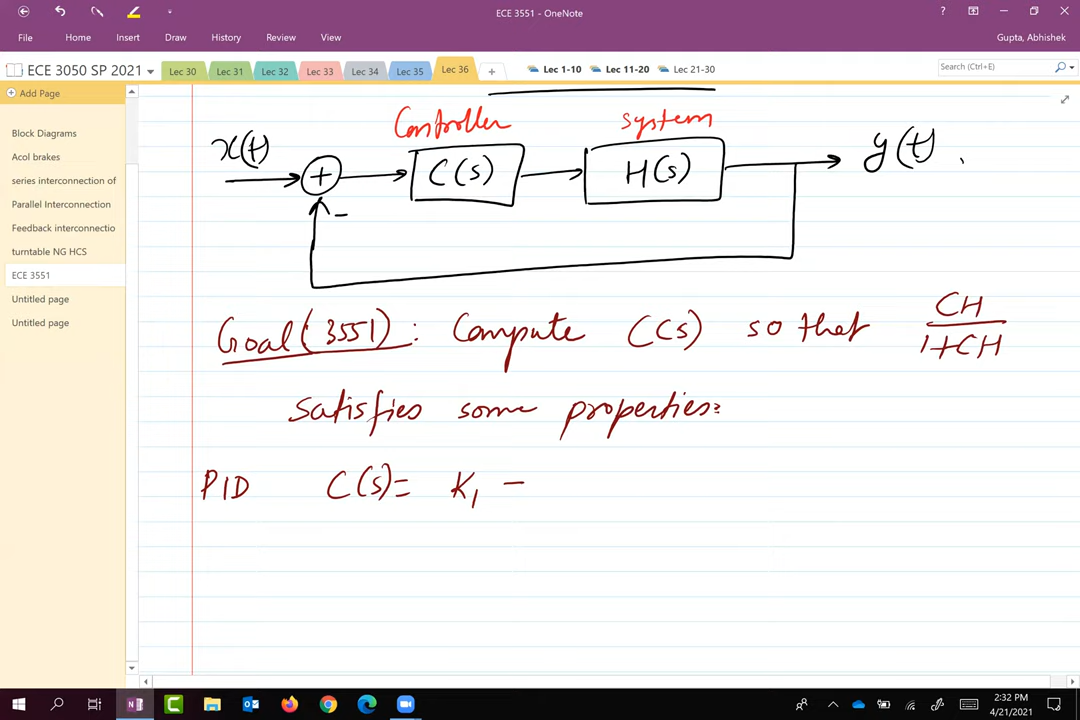 ECE 3551 - OneNote
File Home Insert Draw History Review View
Gupta, Abhishek
ECE 3050 SP 2021
Lec 30 Lec 31 Lec 32 Lec 33 Lec 34 Lec 35 Lec 36 Lec 1-10 Lec 11-20 Lec 21-30
Search (Ctrl+E)
Add Page
Block Diagrams
Acol brakes
series interconnection of
Parallel Interconnection
Feedback interconnectio
turntable NG HCS
ECE 3551
Untitled page
Untitled page
Controller system
x(t) + C(s) H(s) y(t).
-
Goal (3551): Compute C(s) so that CH/1+CH
satisfies some properties:
PID C(s)= K1 -
2:32 PM
4/21/2021